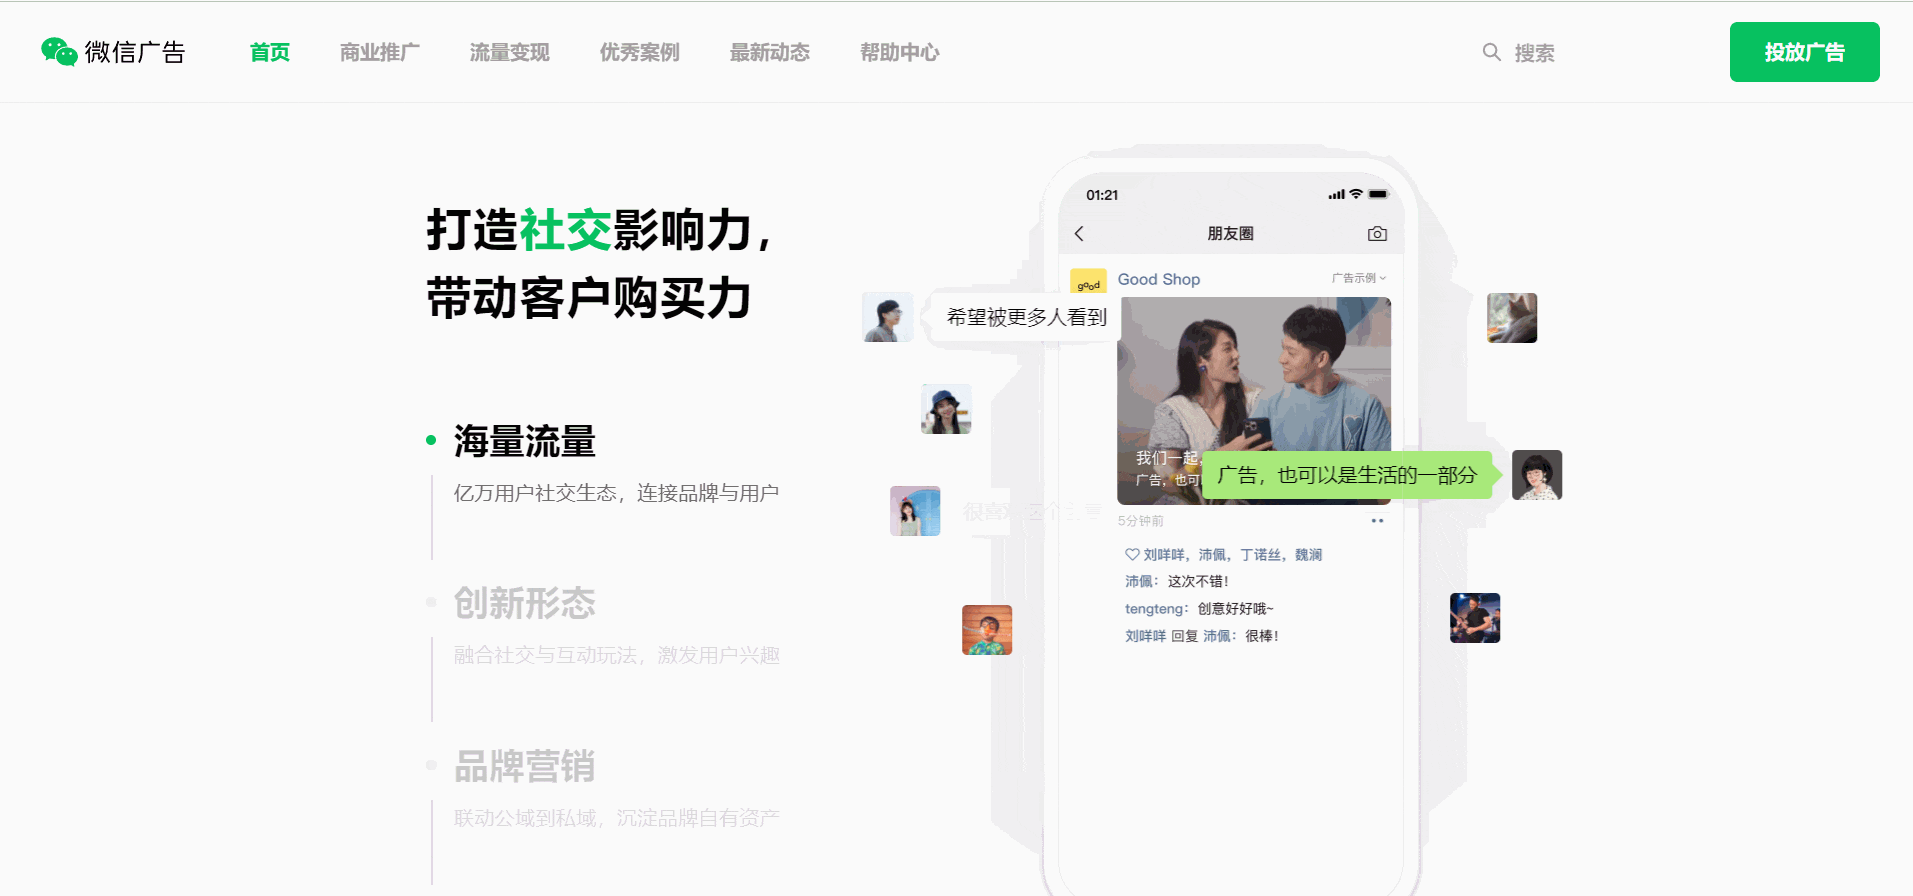 微信广告
首页
商业推广
流量变现
优秀案例
最新动态
帮助中心
搜索
投放广告
打造社交影响力，
带动客户购买力
海量流量
亿万用户社交生态，连接品牌与用户
创新形态
融合社交与互动玩法，激发用户兴趣
品牌营销
联动公域到私域，沉淀品牌自有资产
01:21
朋友圈
good
Good Shop
广告示例
希望被更多人看到
我们一起，
广告，也可
广告，也可以是生活的一部分
很喜
个
5分钟前
刘咩咩，沛佩，丁诺丝，魏澜
沛佩：这次不错！
tengteng：创意好好哦~
刘咩咩 回复 沛佩：很棒！